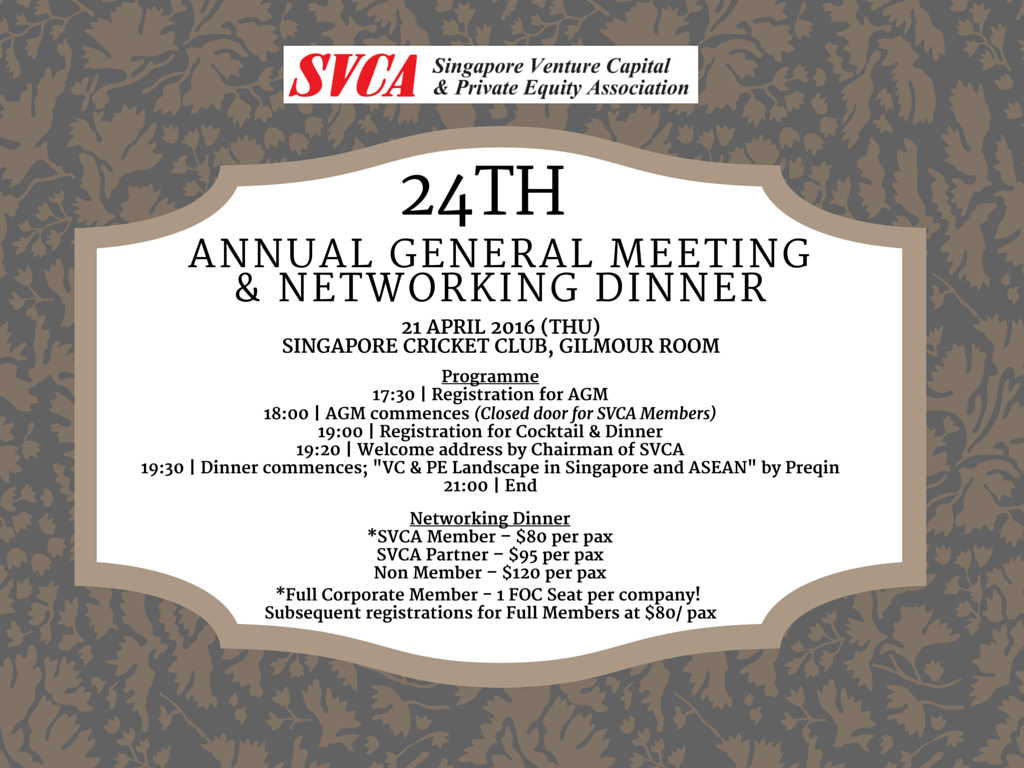 SVCA Singapore Venture Capital
& Private Equity Association
24TH
ANNUAL GENERAL MEETING
& NETWORKING DINNER
21 APRIL 2016 (THU)
SINGAPORE CRICKET CLUB, GILMOUR ROOM
Programme
17:30 | Registration for AGM
18:00 | AGM commences (Closed door for SVCA Members)
19:00 | Registration for Cocktail & Dinner
19:20 | Welcome address by Chairman of SVCA
19:30 | Dinner commences; "VC & PE Landscape in Singapore and ASEAN" by Preqin
21:00 | End
Networking Dinner
*SVCA Member – $80 per pax
SVCA Partner – $95 per pax
Non Member – $120 per pax
*Full Corporate Member - 1 FOC Seat per company!
Subsequent registrations for Full Members at $80/ pax